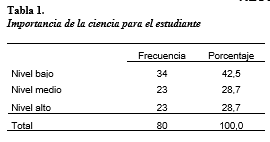 Tabla 1.
Importancia de la ciencia para el estudiante
Frecuencia Porcentaje
Nivel bajo 34 42,5
Nivel medio 23 28,7
Nivel alto 23 28,7
Total 80 100,0